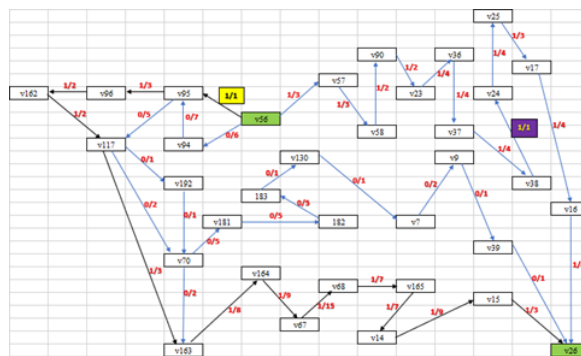 v25
1/3
v90
v36
v17
1/2
1/4
1/4
v57
1/2
1/3
v162
v96
v95
1/1
1/3
v23
v24
1/2
1/4
1/4
v56
1/3
0/5
0/7
0/6
v58
v37
1/1
1/2
v117
v94
1/4
v130
v9
0/1
v192
0/1
183
0/1
0/2
0/1
v38
v16
0/2
0/1
v181
0/5
0/5
182
v7
0/5
v39
1/3
v70
0/2
v164
1/9
v68
1/7
v165
0/1
1/8
1/15
1/7
v15
v67
v14
1/9
1/3
v163
v26